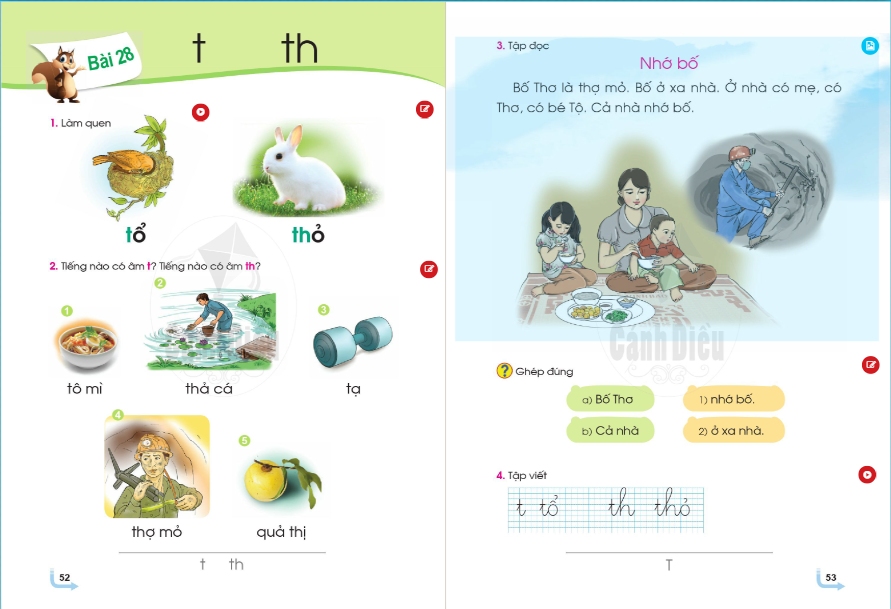 Bài 28
t th
1. Làm quen
tổ
thỏ
2. Tiếng nào có âm t? Tiếng nào có âm th?
1
tô mì
2
thả cá
3
tạ
4
thợ mỏ
5
quả thị
t th
52
3. Tập đọc
Nhớ bố
Bố Thơ là thợ mỏ. Bố ở xa nhà. Ở nhà có mẹ, có
Thơ, có bé Tộ. Cả nhà nhớ bố.
Cánh Diều
? Ghép đúng
a) Bố Thơ
1) nhớ bố.
b) Cả nhà
2) ở xa nhà.
4. Tập viết
t tổ th thỏ
T
53